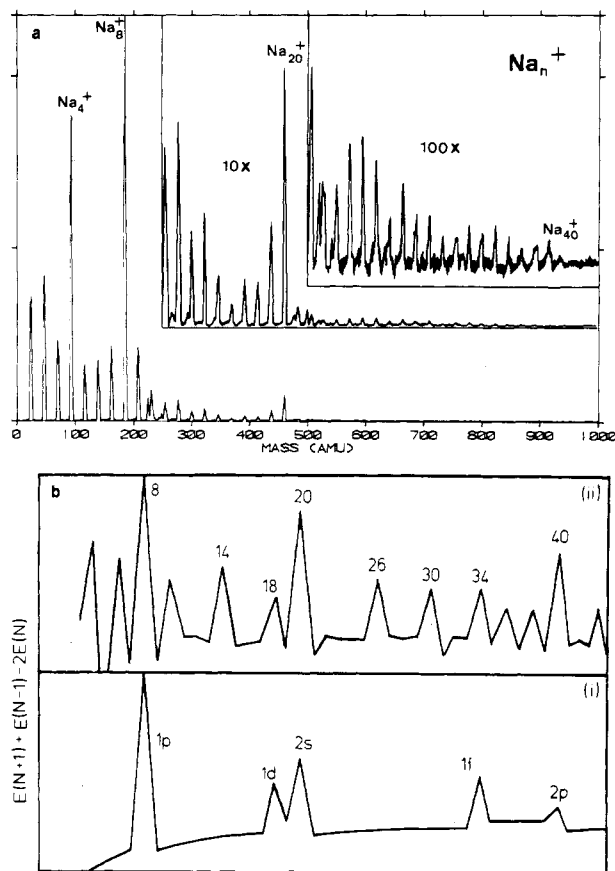 a
Na8+
Na4+
Na20+
Nan+
10x
100x
Na40+
0 100 200 300 400 500 600 700 800 900 1000
MASS (AMU)
b
8
(ii)
14
18
20
26
30
34
40
E(N+1) + E(N-1) - 2E(N)
(i)
1p
1d
2s
1f
2p